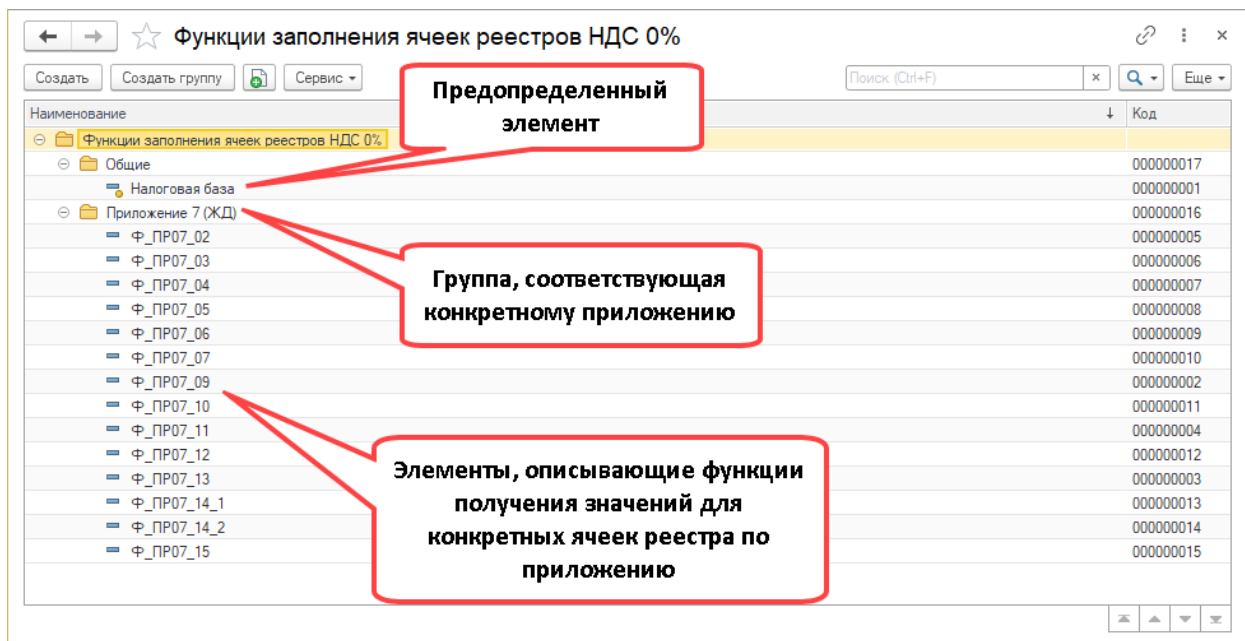 Функции заполнения ячеек реестров НДС 0%
Создать Создать группу Сервис Поиск (Ctrl+F) × Еще
Наименование ↓ Код
Функции заполнения ячеек реестров НДС 0%
Общие 000000017
Налоговая база 000000001
Приложение 7 (ЖД) 000000016
Ф_ПР07_02 000000005
Ф_ПР07_03 000000006
Ф_ПР07_04 000000007
Ф_ПР07_05 000000008
Ф_ПР07_06 000000009
Ф_ПР07_07 000000010
Ф_ПР07_09 000000002
Ф_ПР07_10 000000011
Ф_ПР07_11 000000004
Ф_ПР07_12 000000012
Ф_ПР07_13 000000003
Ф_ПР07_14_1 000000013
Ф_ПР07_14_2 000000014
Ф_ПР07_15 000000015
Предопределенный
элемент
Группа, соответствующая
конкретному приложению
Элементы, описывающие функции
получения значений для
конкретных ячеек реестра по
приложению